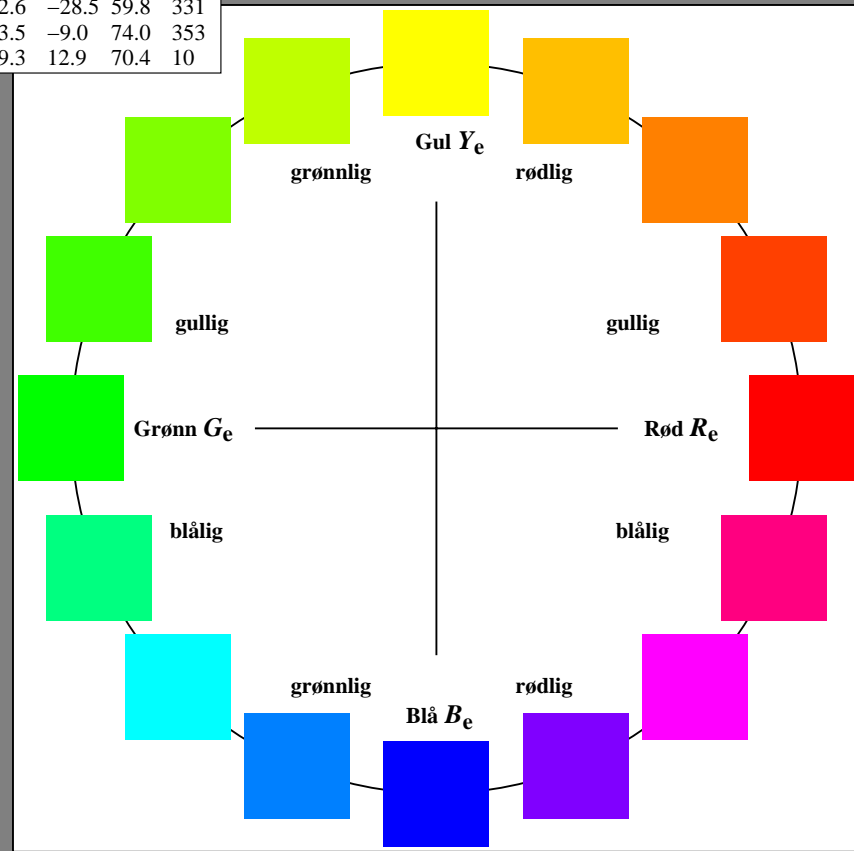 2.6 −28.5 59.8 331
3.5 −9.0 74.0 353
9.3 12.9 70.4 10
Gul Ye
grønnlig rødlig
gullig gullig
Grønn Ge Rød Re
blålig blålig
grønnlig rødlig
Blå Be